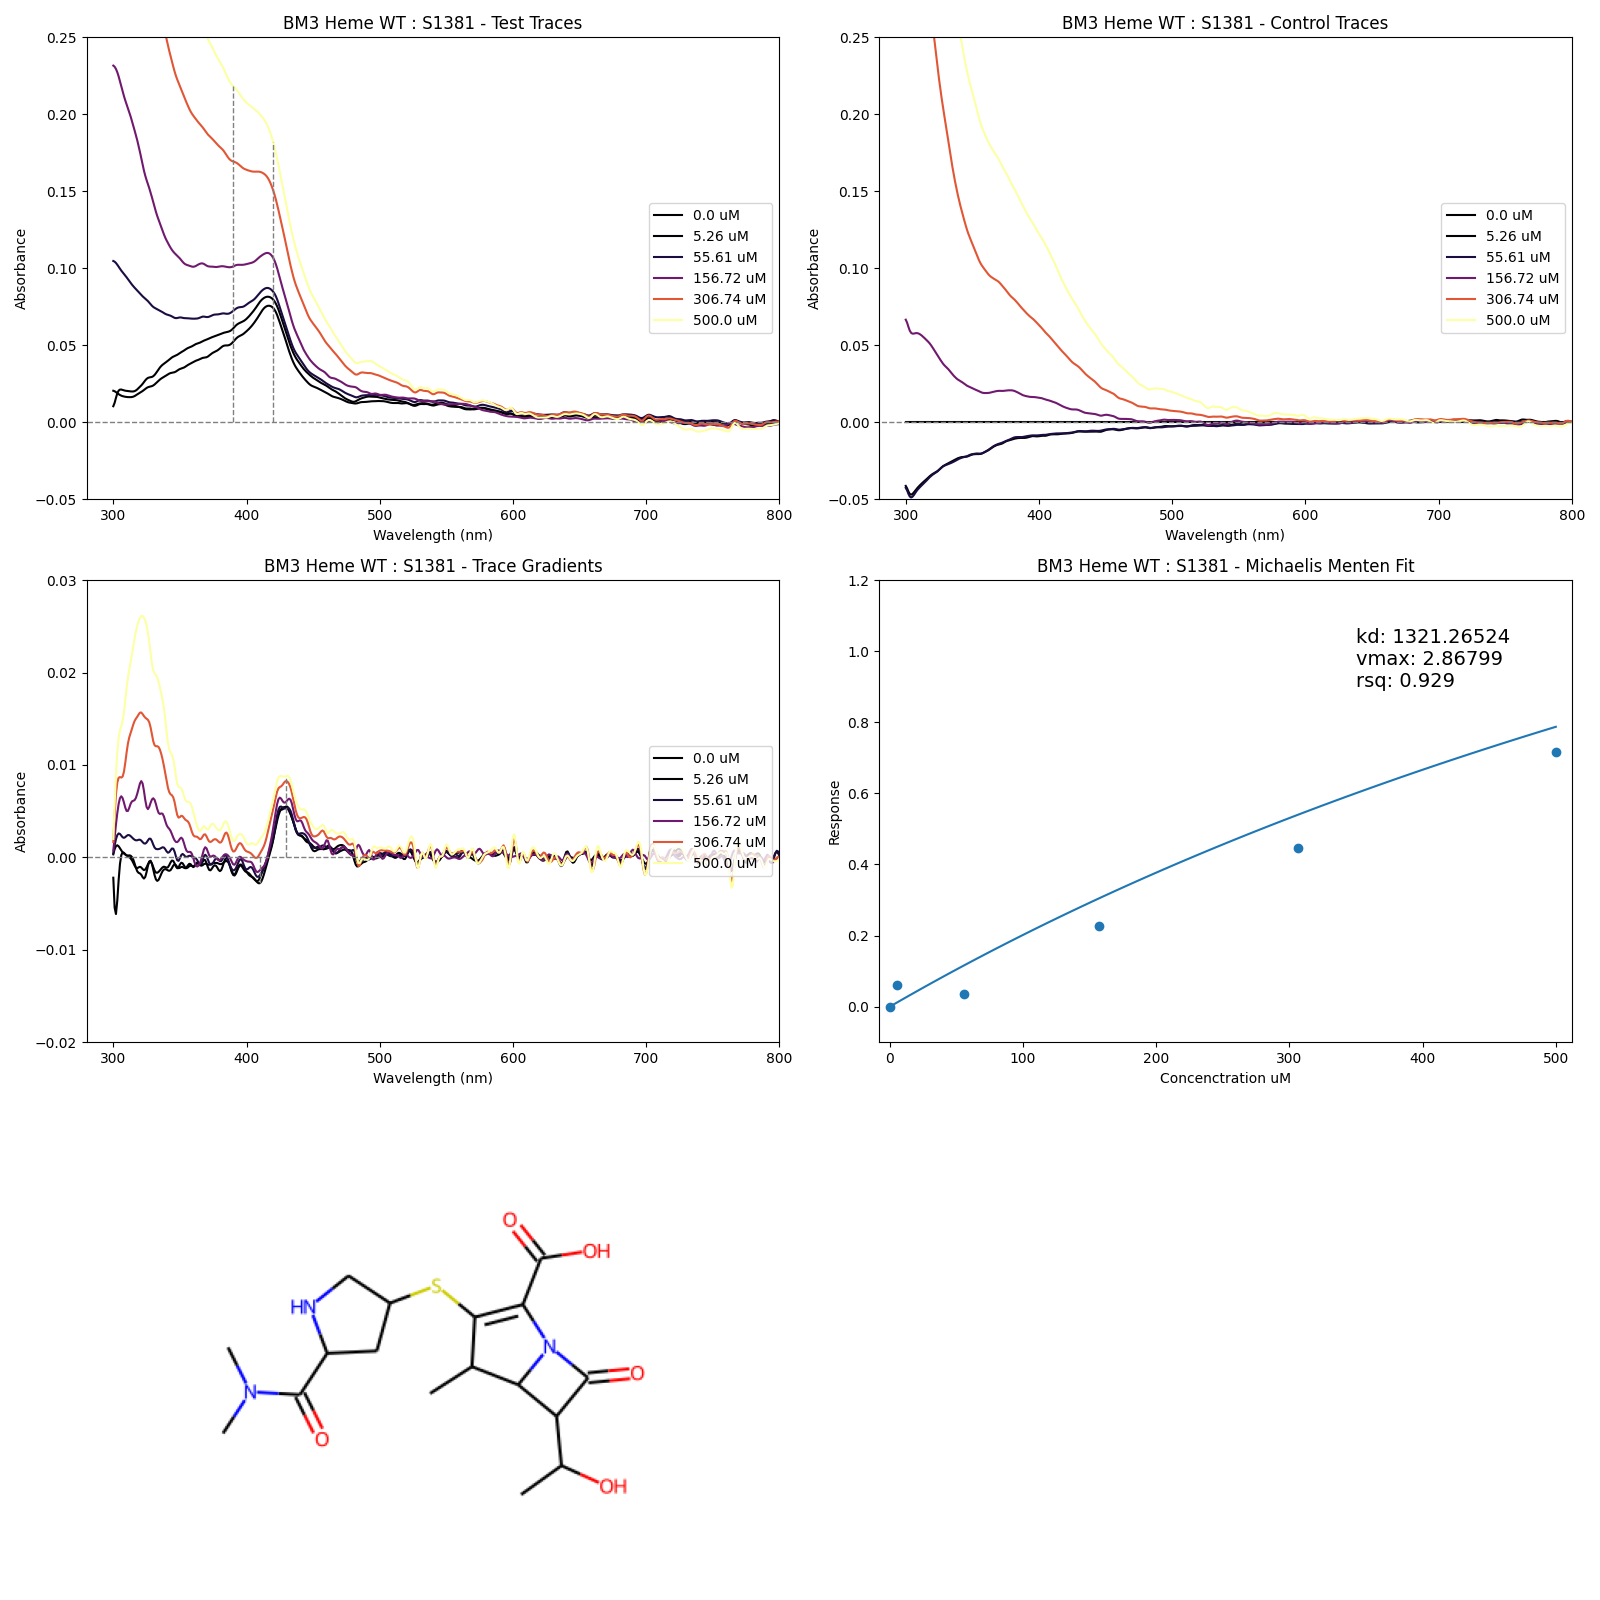 BM3 Heme WT : S1381 - Test Traces
0.25
0.20
0.15
0.10
0.05
0.00
−0.05
Absorbance
300 400 500 600 700 800
Wavelength (nm)
0.0 uM
5.26 uM
55.61 uM
156.72 uM
306.74 uM
500.0 uM
BM3 Heme WT : S1381 - Control Traces
0.25
0.20
0.15
0.10
0.05
0.00
−0.05
Absorbance
300 400 500 600 700 800
Wavelength (nm)
0.0 uM
5.26 uM
55.61 uM
156.72 uM
306.74 uM
500.0 uM
BM3 Heme WT : S1381 - Trace Gradients
0.03
0.02
0.01
0.00
−0.01
−0.02
Absorbance
300 400 500 600 700 800
Wavelength (nm)
0.0 uM
5.26 uM
55.61 uM
156.72 uM
306.74 uM
500.0 uM
BM3 Heme WT : S1381 - Michaelis Menten Fit
1.2
1.0
0.8
0.6
0.4
0.2
0.0
Response
0 100 200 300 400 500
Concenctration uM
kd: 1321.26524
vmax: 2.86799
rsq: 0.929
O
OH
S
HN
N
O
N
O
OH